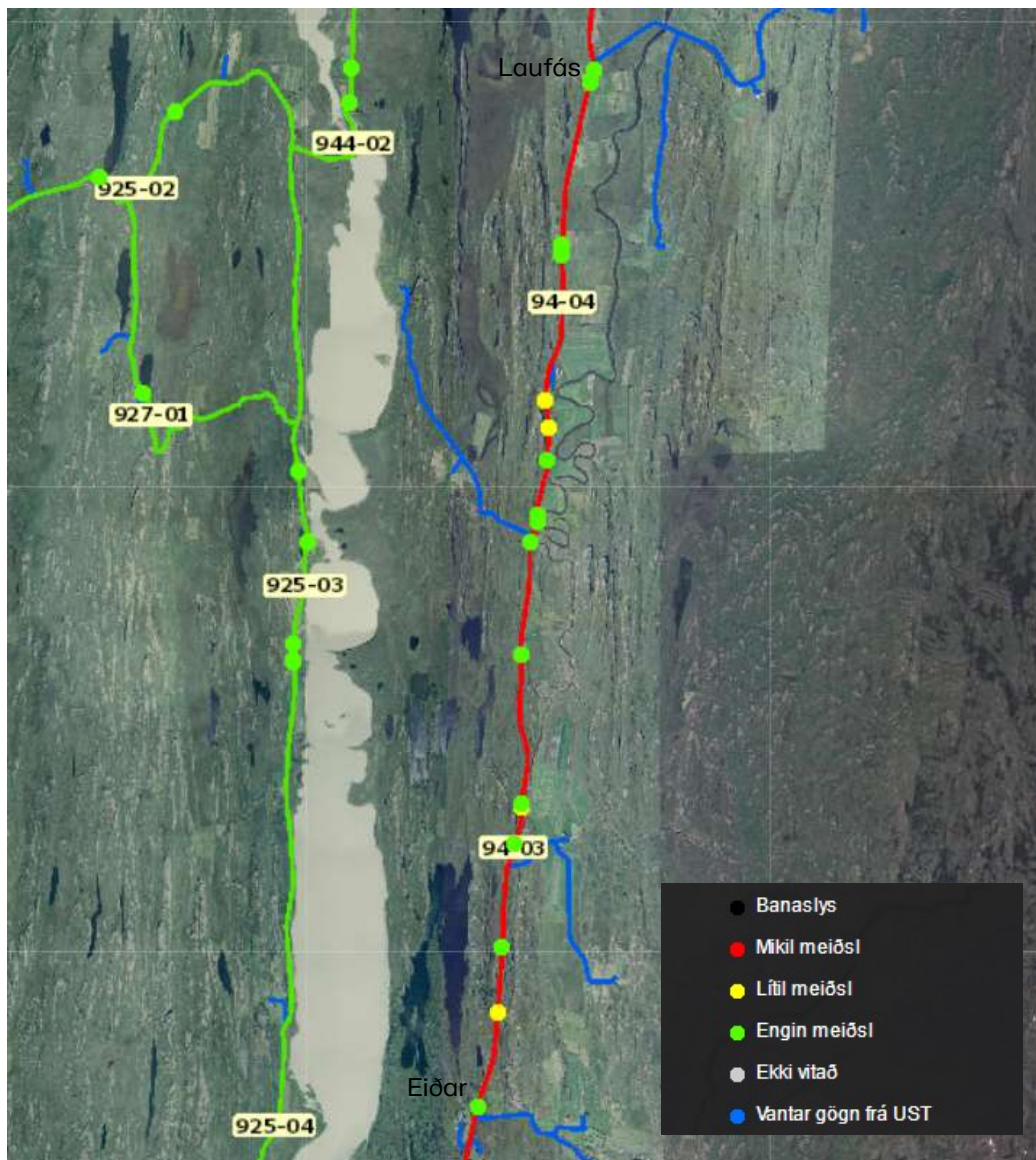 Laufás
944-02
925-02
94-04
927-01
925-03
94-03
Banaslys
Mikil meiðsl
Lítil meiðsl
Engin meiðsl
Ekki vitað
Vantar gögn frá UST
Eiðar
925-04